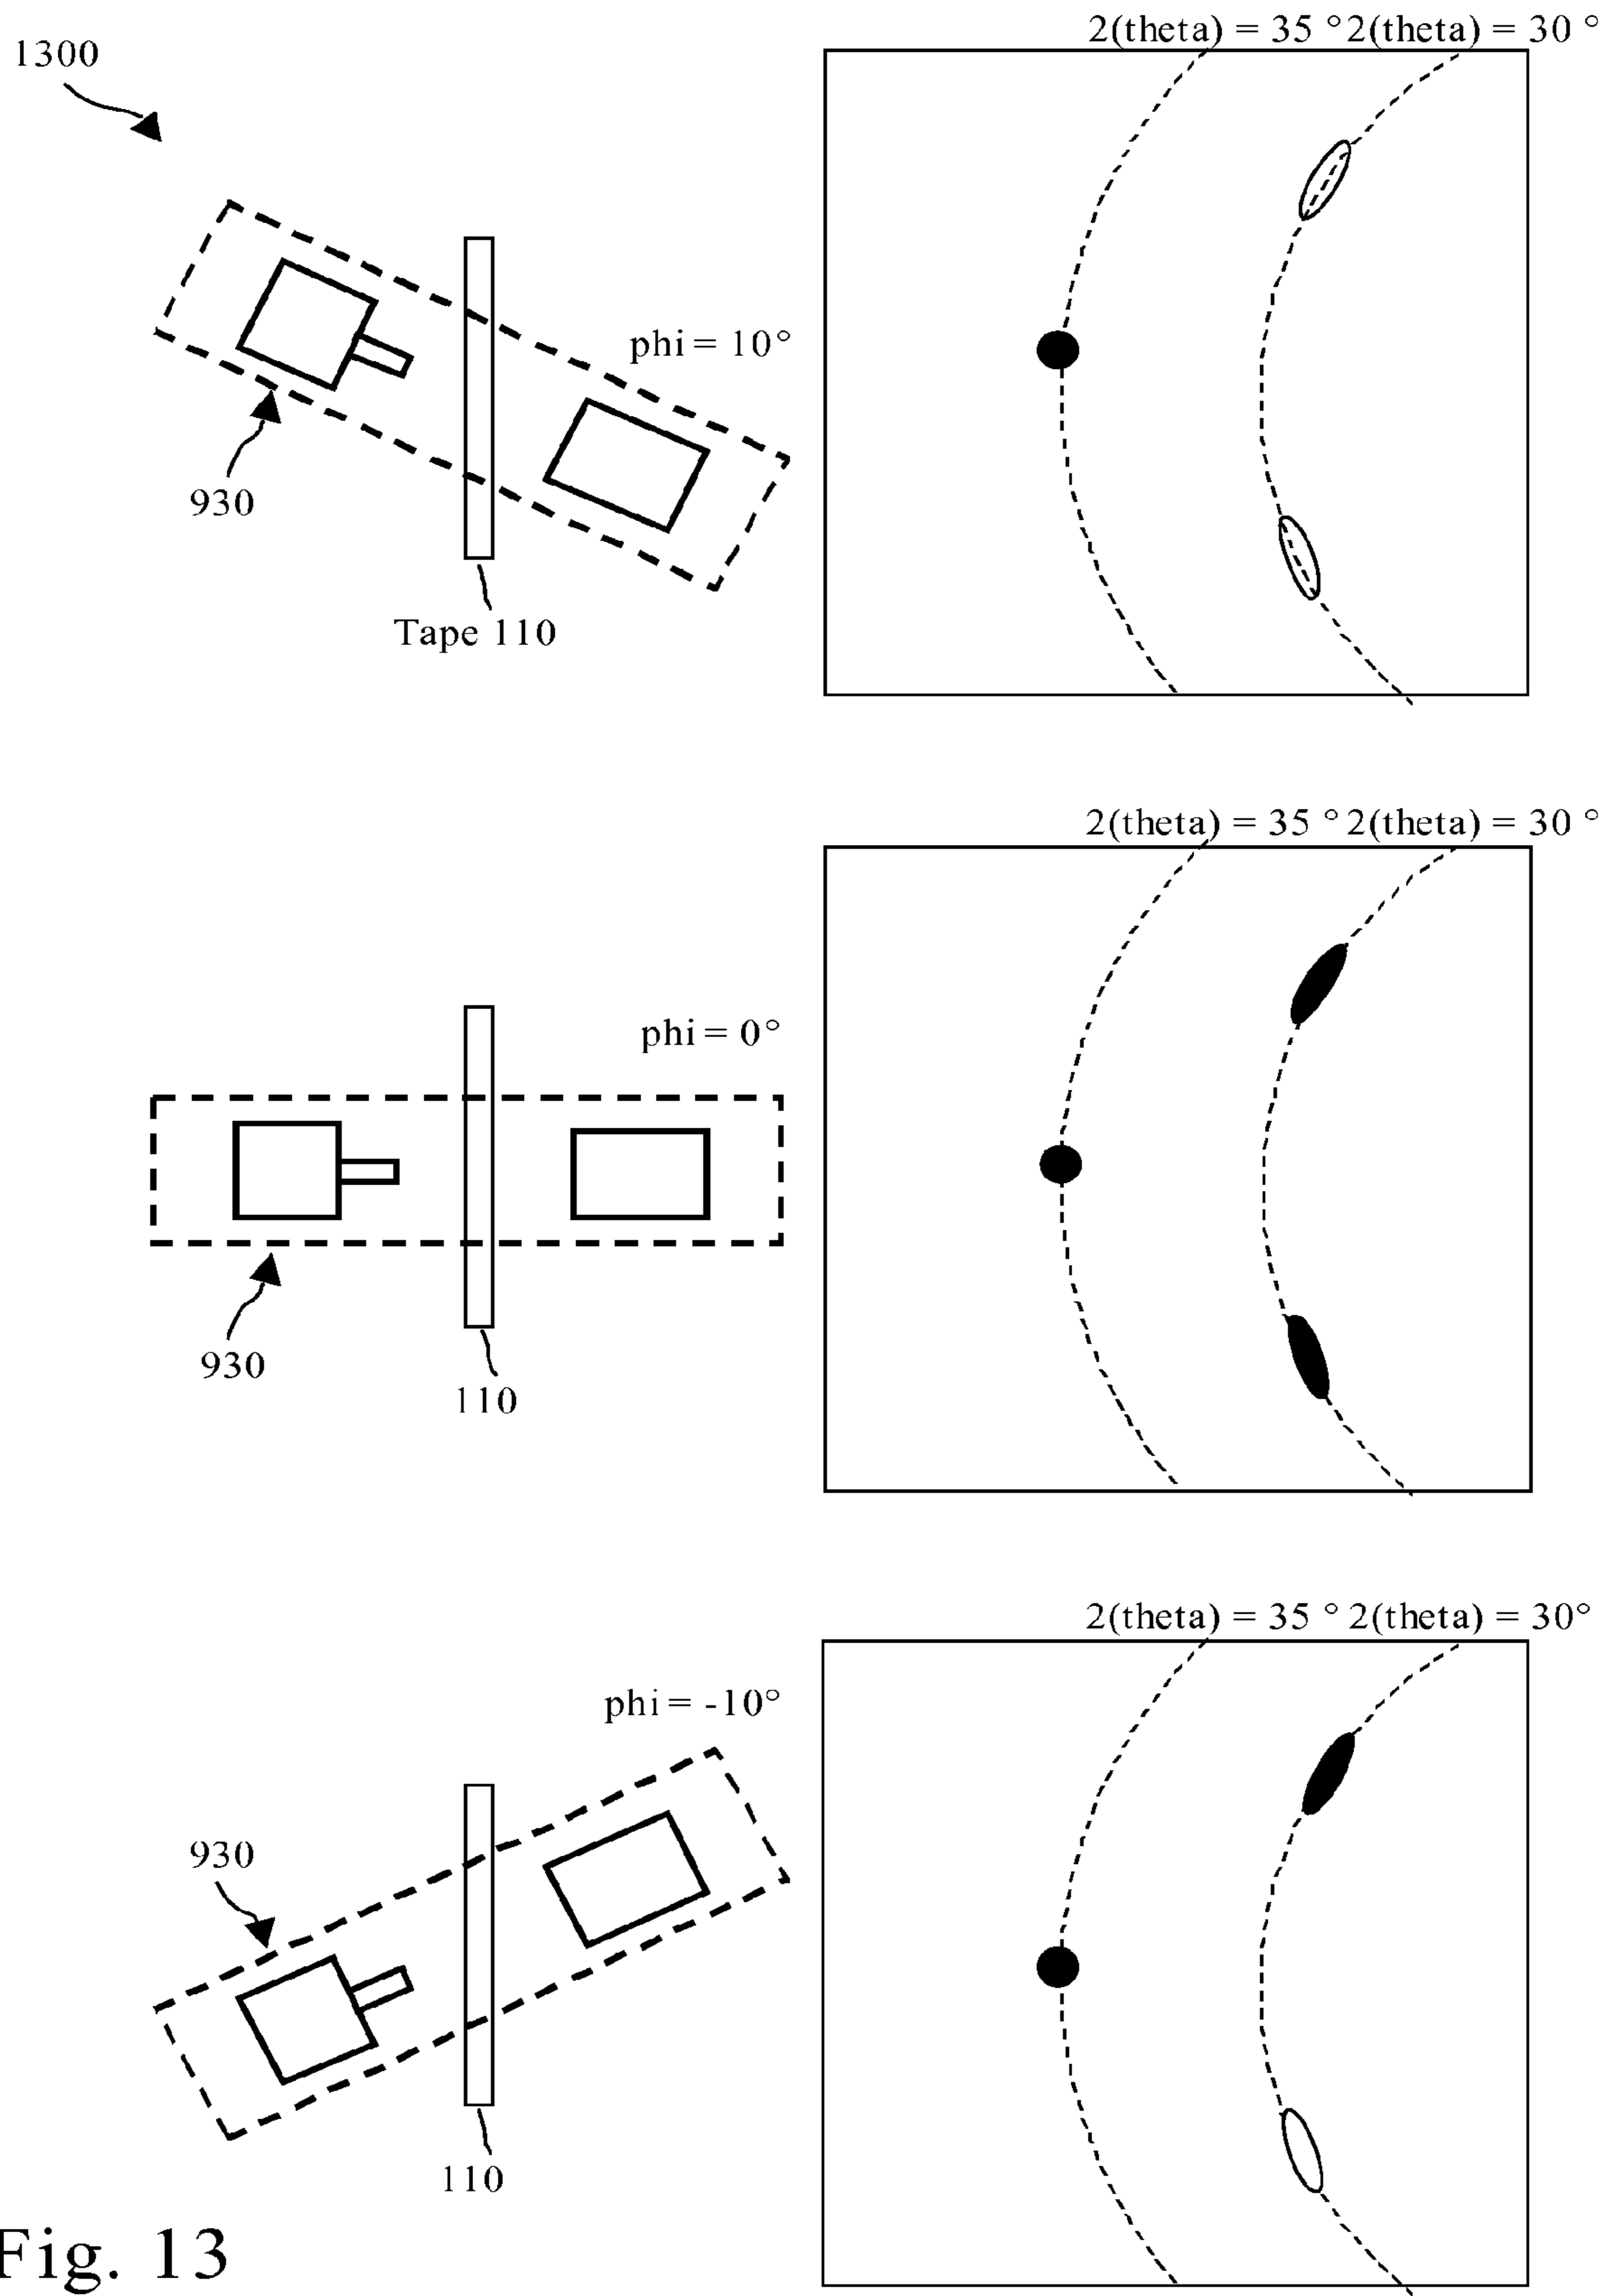 1300
2(theta) = 35 ° 2(theta) = 30 °
phi = 10°
930
Tape 110
2(theta) = 35 ° 2(theta) = 30 °
phi = 0°
930
110
2(theta) = 35 ° 2(theta) = 30°
phi = -10°
930
110
Fig. 13